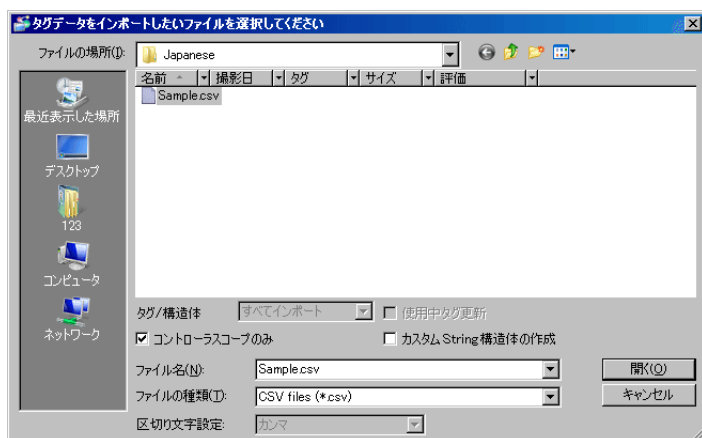 タグデータをインポートしたいファイルを選択してください
ファイルの場所(I):
Japanese
名前 撮影日 タグ サイズ 評価
Sample.csv
最近表示した場所
デスクトップ
123
コンピュータ
ネットワーク
タグ/構造体
すべてインポート
使用中タグ更新
コントローラスコープのみ
カスタムString構造体の作成
ファイル名(N):
Sample.csv
開く(O)
ファイルの種類(T):
CSV files (*.csv)
キャンセル
区切り文字設定:
カンマ